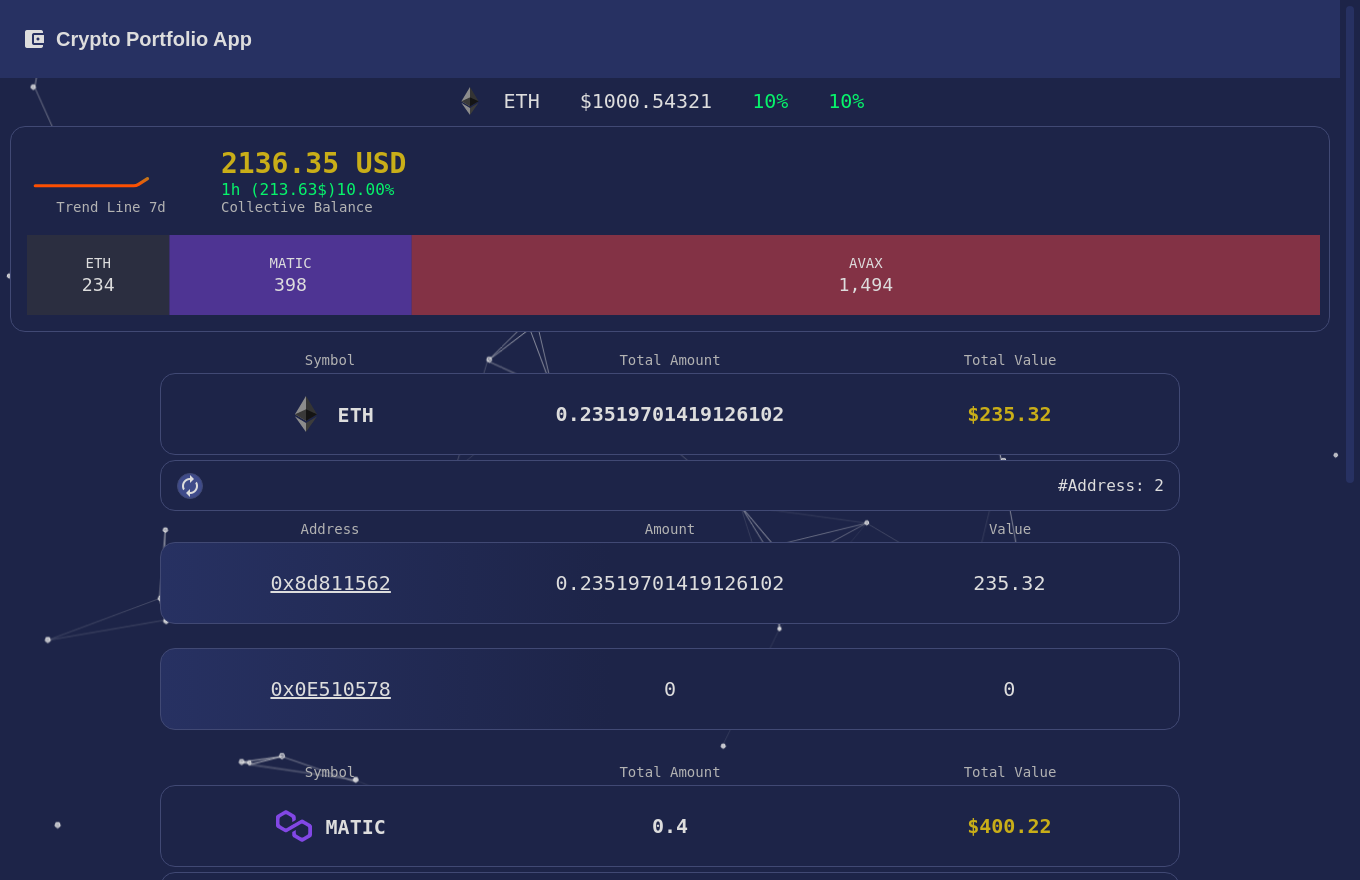 Crypto Portfolio App
ETH $1000.54321 10% 10%
2136.35 USD
1h (213.63$)10.00%
Trend Line 7d Collective Balance
ETH MATIC AVAX
234 398 1,494
Symbol Total Amount Total Value
ETH 0.23519701419126102 $235.32
#Address: 2
Address Amount Value
0x8d811562 0.23519701419126102 235.32
0x0E510578 0 0
Symbol Total Amount Total Value
MATIC 0.4 $400.22